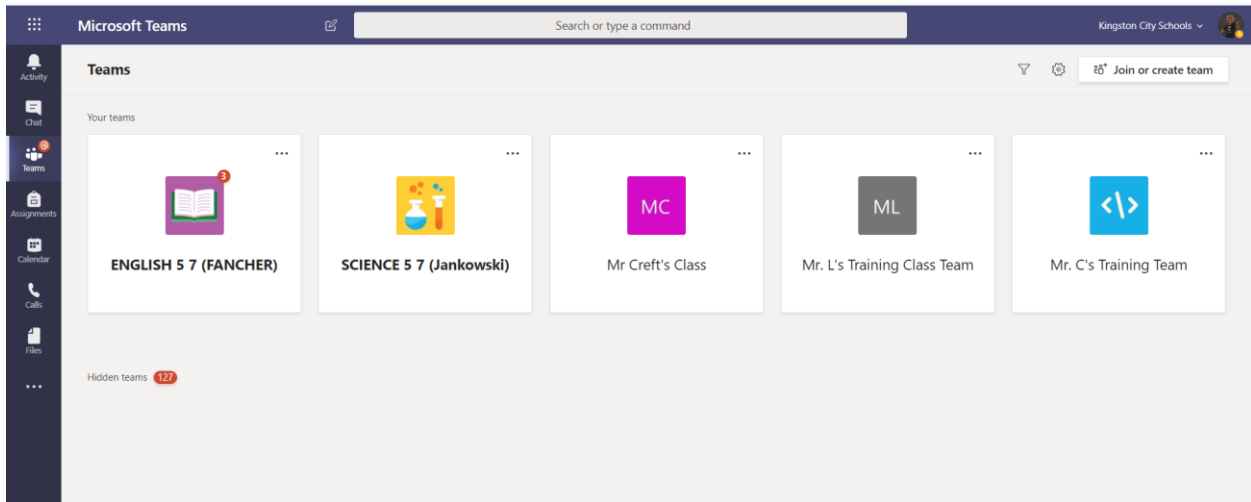 Microsoft Teams
Search or type a command
Kingston City Schools
Activity
Chat
Teams
Assignments
Calendar
Calls
Files
Teams
Join or create team
Your teams
3
ENGLISH 5 7 (FANCHER)
SCIENCE 5 7 (Jankowski)
MC
Mr Creft's Class
ML
Mr. L's Training Class Team
Mr. C's Training Team
Hidden teams 127